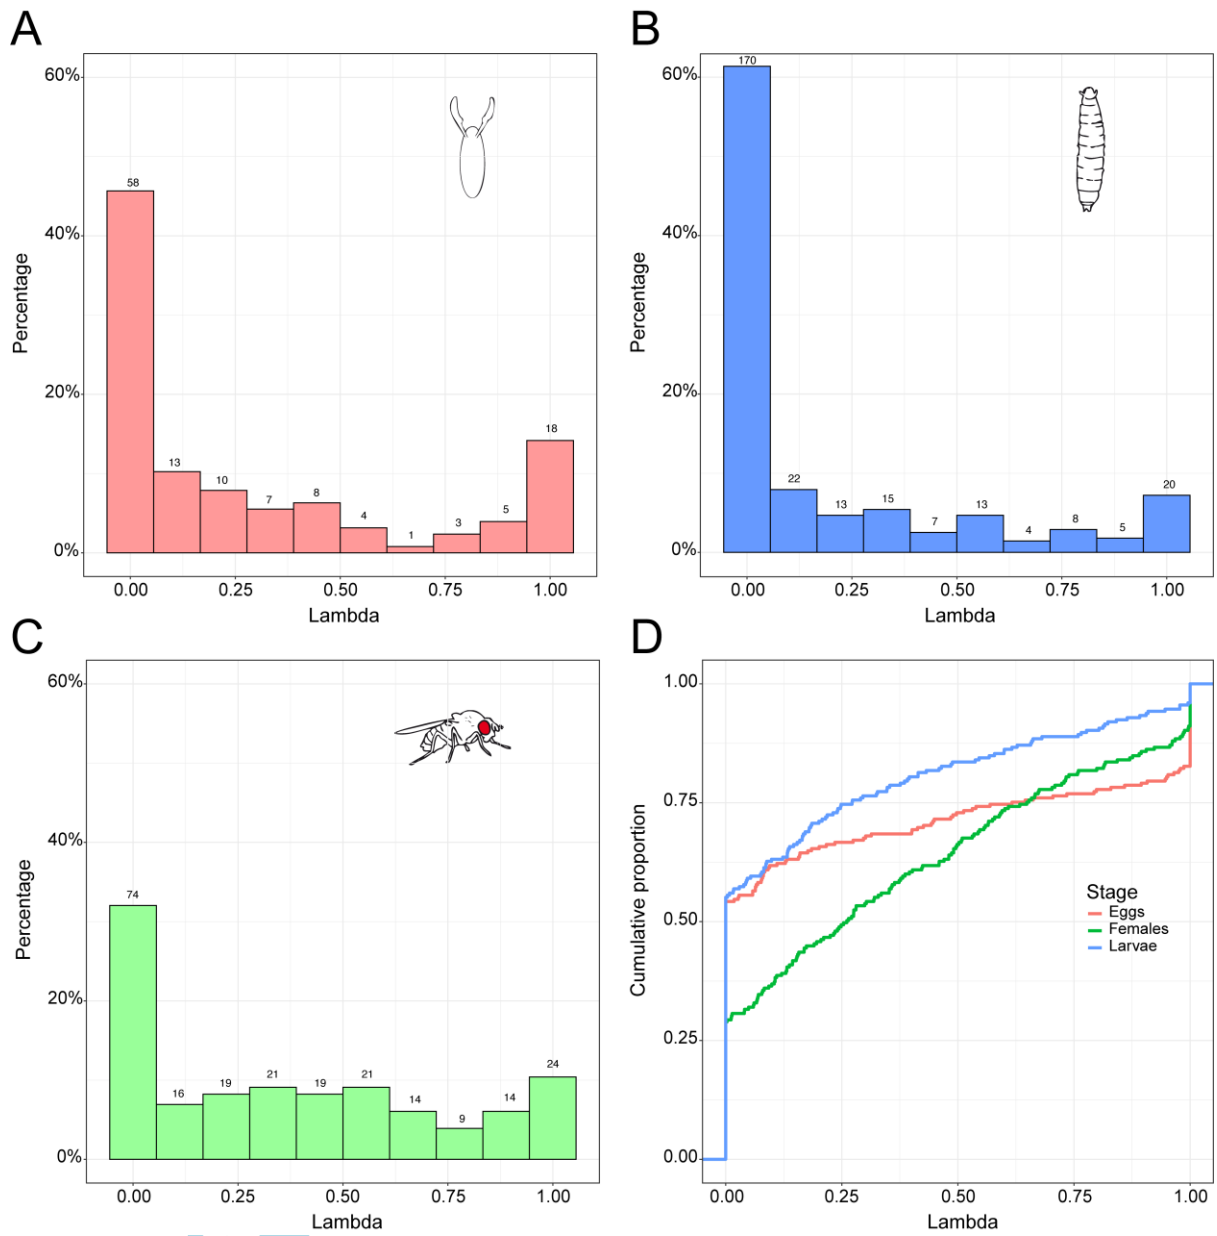 A
Percentage
60%
40%
20%
0%
58
13
10
7
8
4
1
3
5
18
0.00 0.25 0.50 0.75 1.00
Lambda
B
Percentage
60%
40%
20%
0%
170
22
13
15
7
13
4
8
5
20
0.00 0.25 0.50 0.75 1.00
Lambda
C
Percentage
60%
40%
20%
0%
74
16
19
21
19
21
14
9
14
24
0.00 0.25 0.50 0.75 1.00
Lambda
D
Cumulative proportion
1.00
0.75
0.50
0.25
0.00
Stage
Eggs
Females
Larvae
0.00 0.25 0.50 0.75 1.00
Lambda